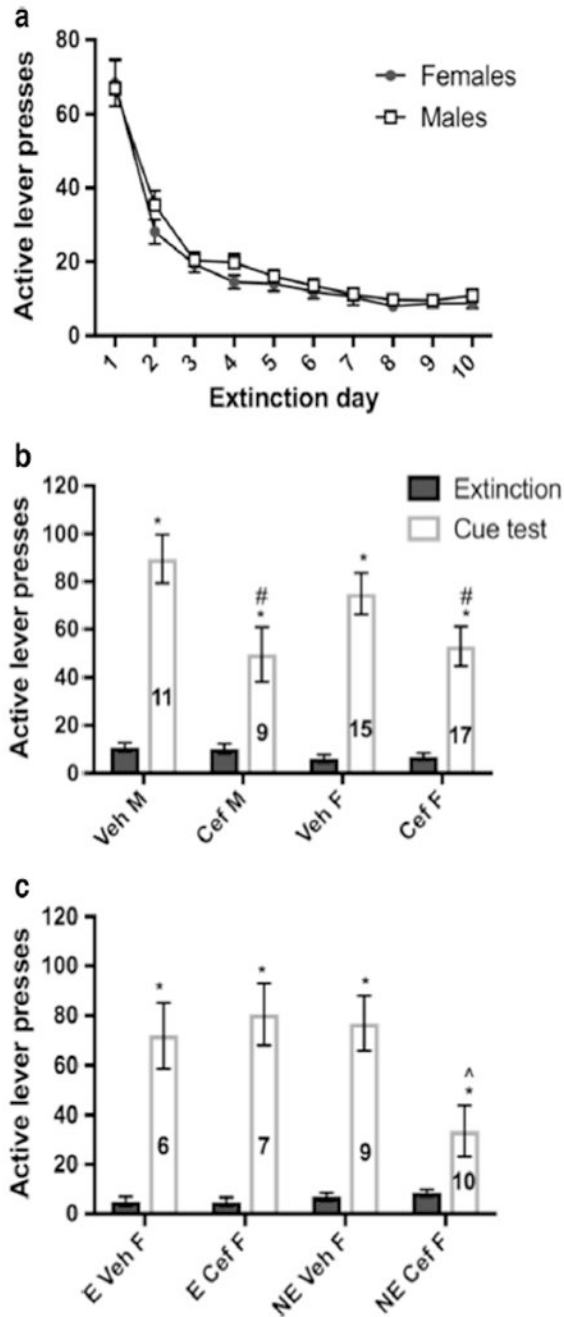 a
Active lever presses
80
60
40
20
0
Females
Males
1 2 3 4 5 6 7 8 9 10
Extinction day
b
Active lever presses
120
100
80
60
40
20
0
Extinction
Cue test
*
#
*
*
#
*
11
9
15
17
Veh M
Cef M
Veh F
Cef F
c
Active lever presses
120
100
80
60
40
20
0
*
*
*
^
*
6
7
9
10
E Veh F
E Cef F
NE Veh F
NE Cef F